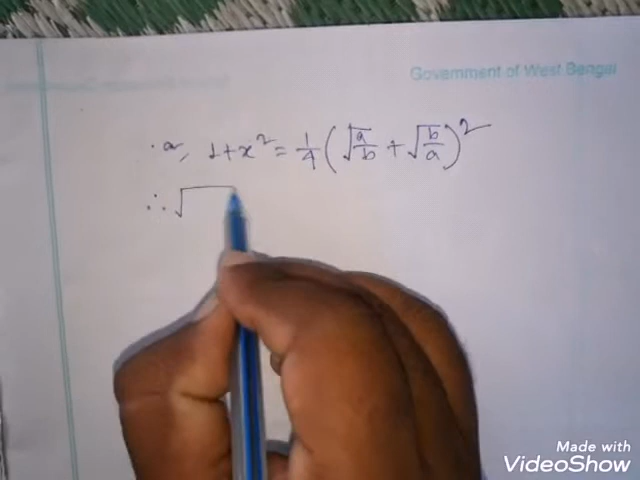 Government of West Bengal
বা, 1+x² = 1/4 (√(a/b) + √(b/a))²
∴ √
Made with
VideoShow